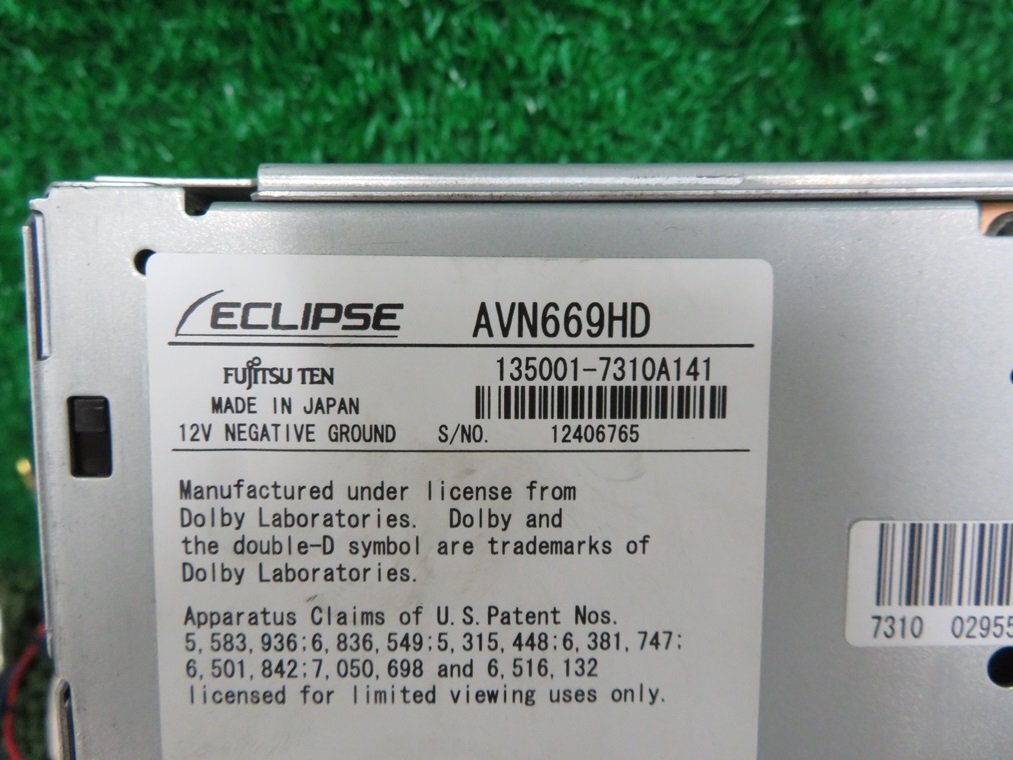 ECLIPSE AVN669HD
FUJITSU TEN 135001-7310A141
MADE IN JAPAN
12V NEGATIVE GROUND S/NO. 12406765
Manufactured under license from
Dolby Laboratories. Dolby and
the double-D symbol are trademarks of
Dolby Laboratories.
Apparatus Claims of U.S.Patent Nos.
5,583,936;6,836,549;5,315,448;6,381,747;
6,501,842;7,050,698 and 6,516,132
licensed for limited viewing uses only.
7310 02955